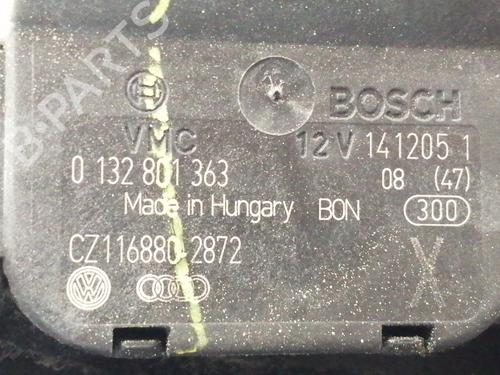 B-PARTS
BOSCH
VMC 12 V 141205 1
0 132 801 363 08 (47)
Made in Hungary BON 300
CZ116880 2872
X